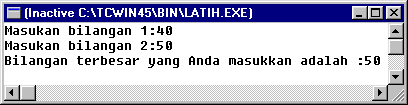 (Inactive C:\TCWIN45\BIN\LATIH.EXE)
Masukan bilangan 1:40
Masukan bilangan 2:50
Bilangan terbesar yang Anda masukkan adalah :50